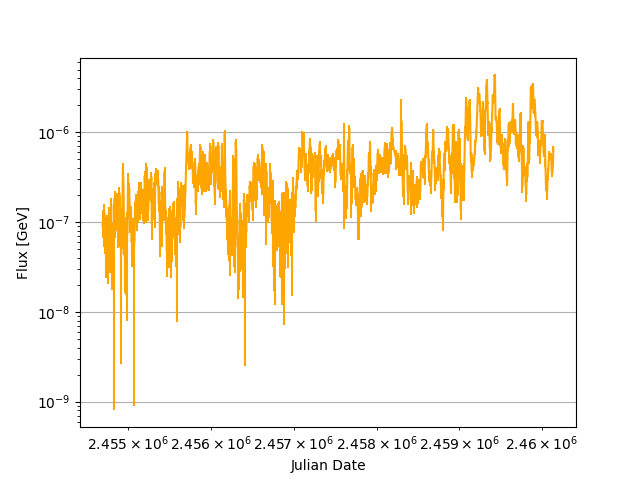 Flux [GeV]
10⁻⁶
10⁻⁷
10⁻⁸
10⁻⁹
2.455 × 10⁶ 2.456 × 10⁶ 2.457 × 10⁶ 2.458 × 10⁶ 2.459 × 10⁶ 2.46 × 10⁶
Julian Date